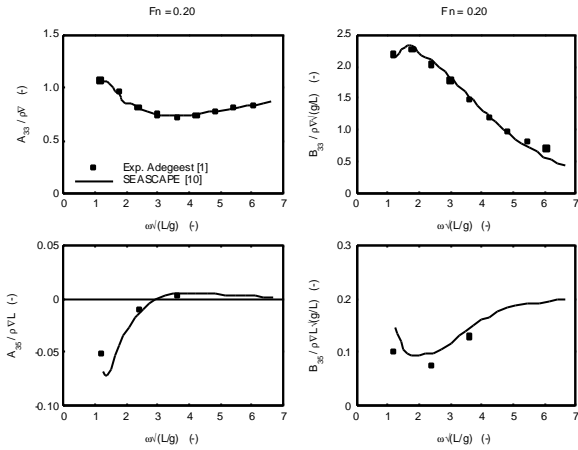 Fn = 0.20
Fn = 0.20
1.5
1.0
0.5
0
A33 / ρ∇ (-)
Exp. Adegeest [1]
SEASCAPE [10]
0 1 2 3 4 5 6 7
ω√(L/g) (-)
2.5
2.0
1.5
1.0
0.5
0
B33 / ρ∇√(g/L) (-)
0 1 2 3 4 5 6 7
ω√(L/g) (-)
0.05
0
-0.05
-0.10
A35 / ρ∇L (-)
0 1 2 3 4 5 6 7
ω√(L/g) (-)
0.3
0.2
0.1
0
B35 / ρ∇L√(g/L) (-)
0 1 2 3 4 5 6 7
ω√(L/g) (-)